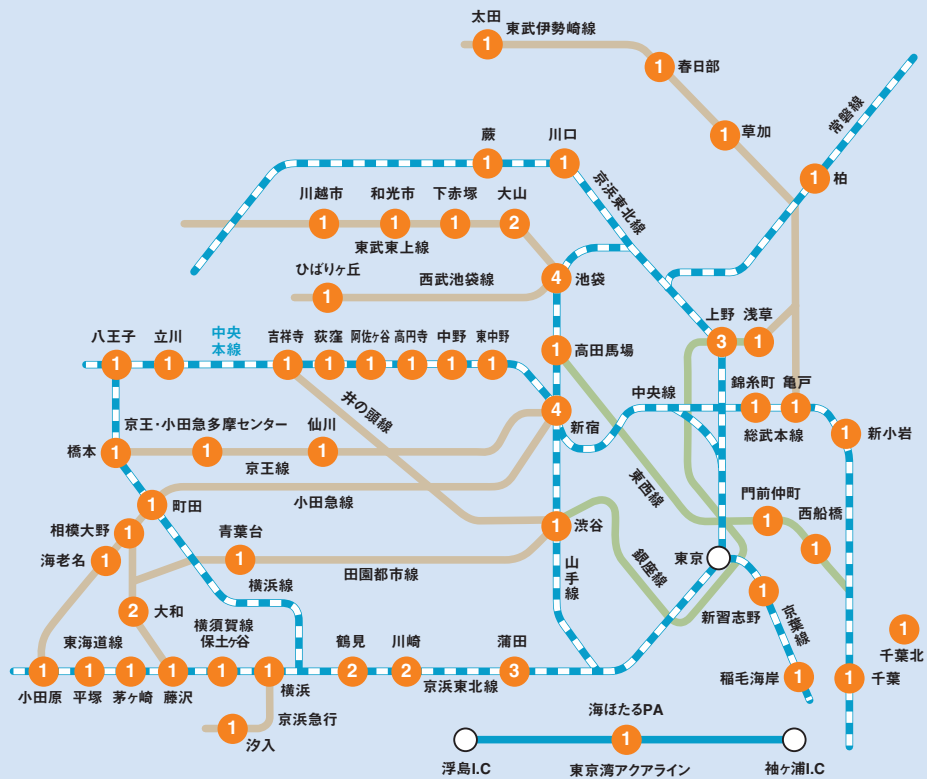 太田
東武伊勢崎線
1
1
春日部
1
草加
常磐線
1
柏
蕨
川口
1
1
京浜東北線
川越市
和光市
下赤塚
大山
1
1
1
2
東武東上線
ひばりヶ丘
1
西武池袋線
4
池袋
上野
浅草
3
1
八王子
立川
中央
本線
吉祥寺
荻窪
阿佐ヶ谷
高円寺
中野
東中野
1
1
1
1
1
1
1
1
1
高田馬場
井の頭線
中央線
錦糸町
亀戸
1
1
総武本線
1
新小岩
4
新宿
京王・小田急多摩センター
仙川
橋本
1
1
1
京王線
小田急線
1
町田
東西線
門前仲町
1
西船橋
1
相模大野
1
海老名
1
青葉台
1
田園都市線
1
渋谷
銀座線
山手線
東京
1
横浜線
2
大和
1
新習志野
京葉線
1
千葉北
東海道線
横須賀線
保土ヶ谷
鶴見
川崎
蒲田
1
1
1
1
1
1
2
2
3
小田原
平塚
茅ヶ崎
藤沢
横浜
京浜東北線
稲毛海岸
1
1
千葉
京浜急行
1
汐入
海ほたるPA
1
浮島I.C
東京湾アクアライン
袖ヶ浦I.C